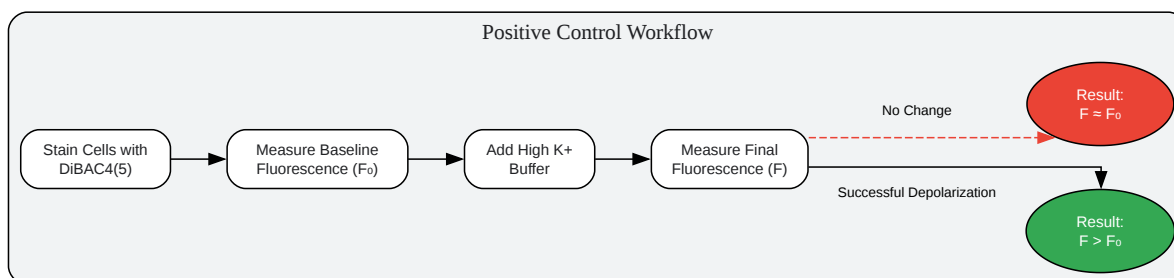 Positive Control Workflow
Stain Cells with
DiBAC4(5)
Measure Baseline
Fluorescence (F₀)
Add High K+
Buffer
Measure Final
Fluorescence (F)
No Change
Successful Depolarization
Result:
F ≈ F₀
Result:
F > F₀